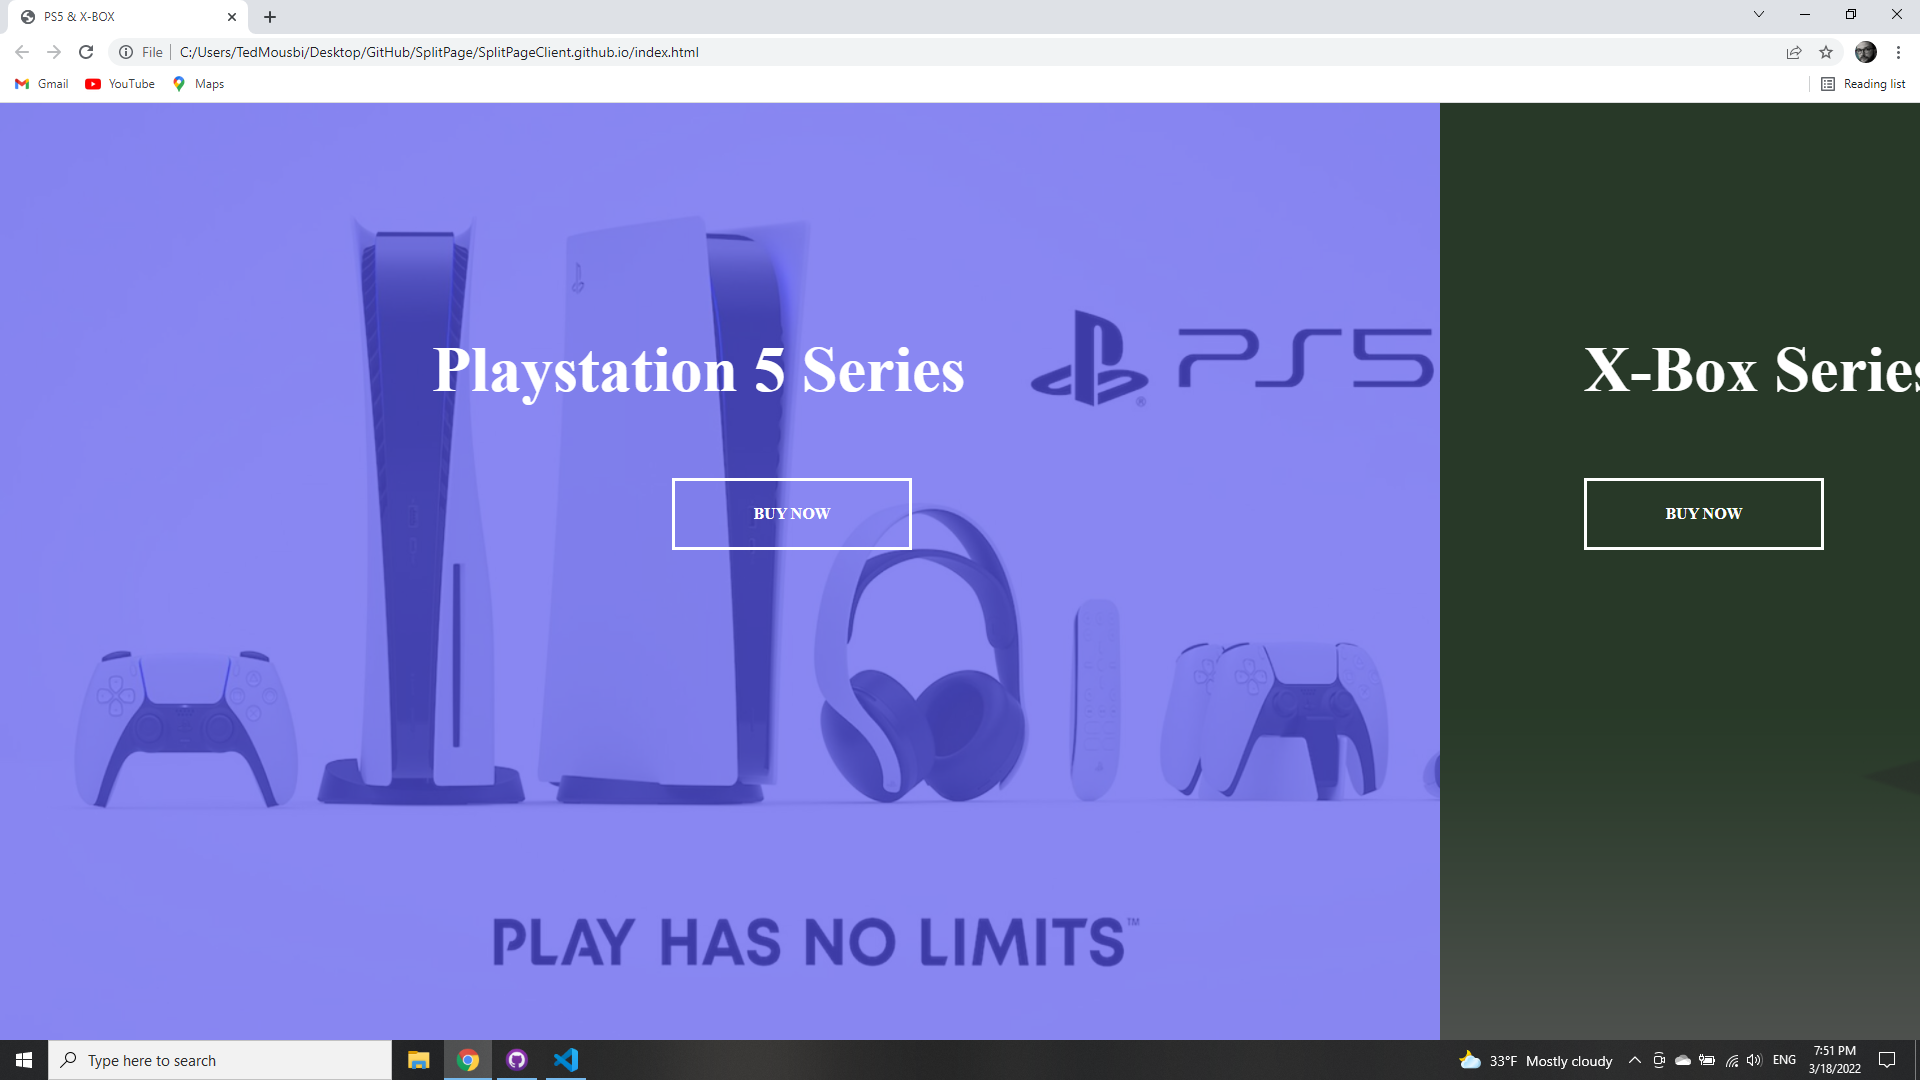 PS5 & X-BOX
File
C:/Users/TedMousbi/Desktop/GitHub/SplitPage/SplitPageClient.github.io/index.html
Gmail
YouTube
Maps
Reading list
PS5
®
Playstation 5 Series
X-Box Series
BUY NOW
BUY NOW
PLAY HAS NO LIMITS™
Type here to search
33°F Mostly cloudy
ENG
7:51 PM
3/18/2022